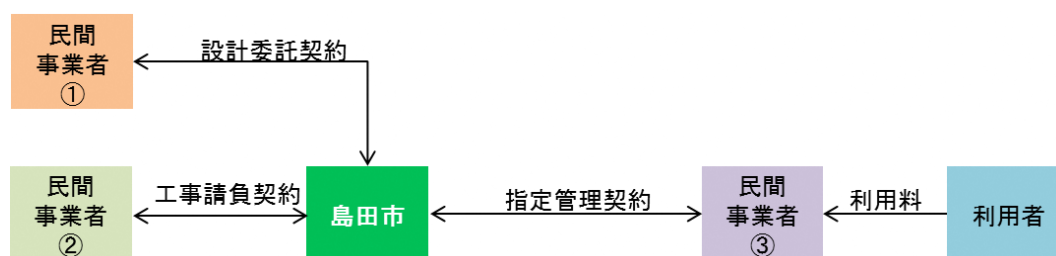 民間
事業者
①
設計委託契約
民間
事業者
②
工事請負契約
島田市
指定管理契約
民間
事業者
③
利用料
利用者